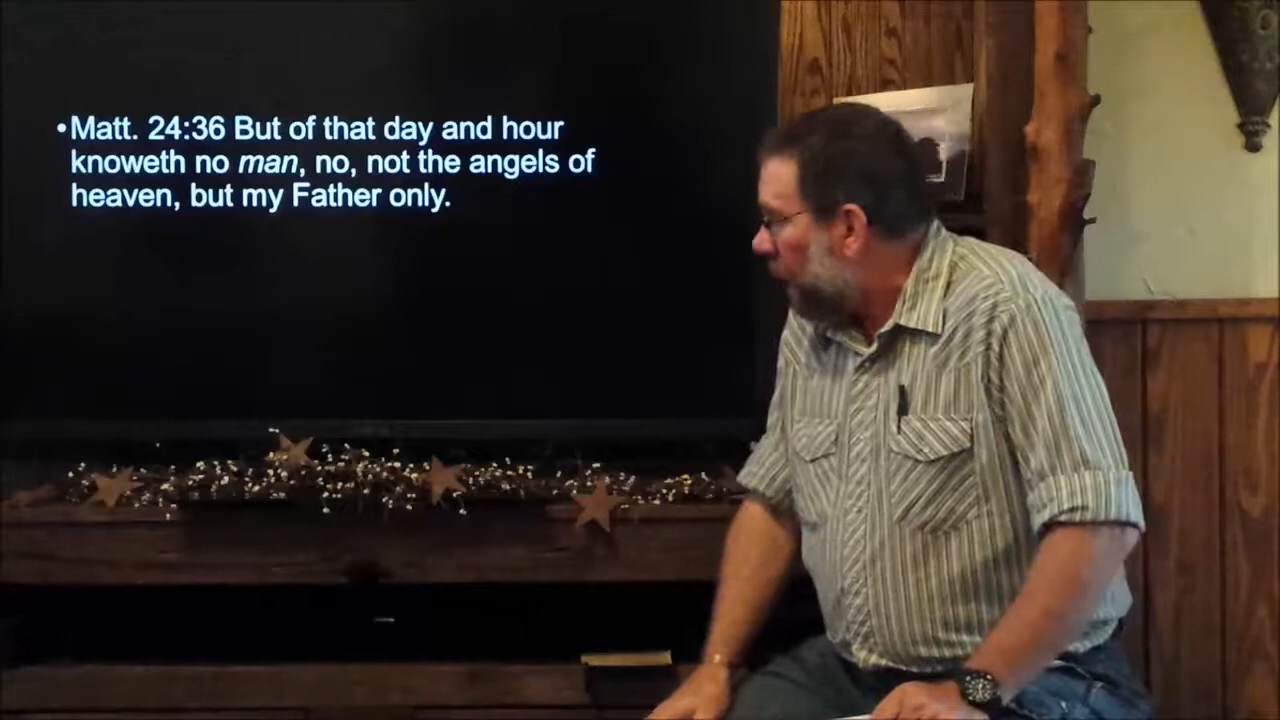 •Matt. 24:36 But of that day and hour
knoweth no man, no, not the angels of
heaven, but my Father only.